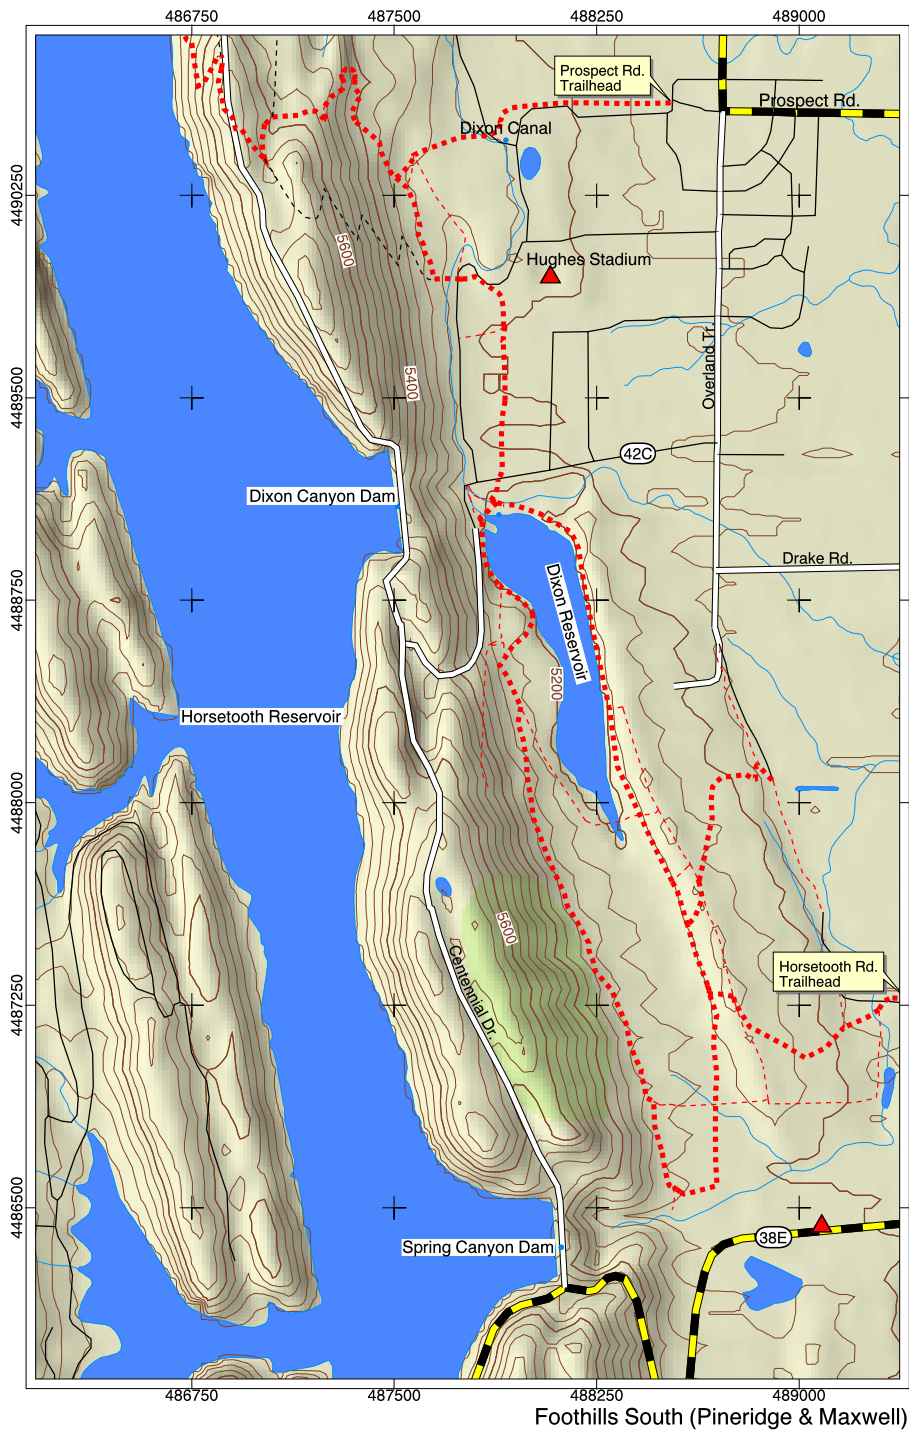 486750
487500
488250
489000
Prospect Rd.
Trailhead
Prospect Rd.
Dixon Canal
4490250
5600
Hughes Stadium
Overland Tr.
5400
4489500
42C
Dixon Canyon Dam
Drake Rd.
Dixon Reservoir
4488750
5200
Horsetooth Reservoir
4488000
5600
Centennial Dr.
Horsetooth Rd.
Trailhead
4487250
4486500
38E
Spring Canyon Dam
486750
487500
488250
489000
Foothills South (Pineridge & Maxwell)